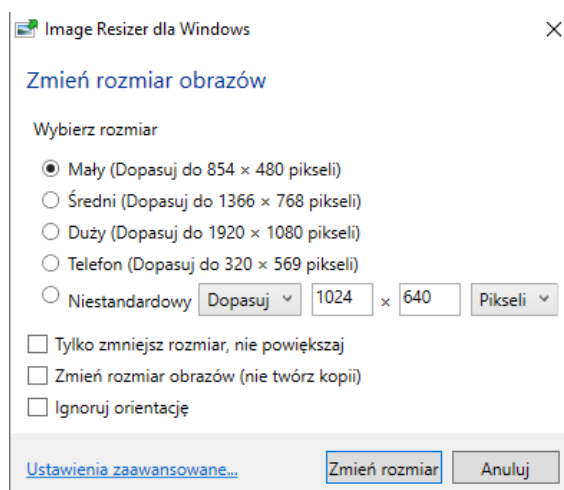 Image Resizer dla Windows
Zmień rozmiar obrazów
Wybierz rozmiar
Mały (Dopasuj do 854 × 480 pikseli)
Średni (Dopasuj do 1366 × 768 pikseli)
Duży (Dopasuj do 1920 × 1080 pikseli)
Telefon (Dopasuj do 320 × 569 pikseli)
Niestandardowy Dopasuj 1024 × 640 Pikseli
Tylko zmniejsz rozmiar, nie powiększaj
Zmień rozmiar obrazów (nie twórz kopii)
Ignoruj orientację
Ustawienia zaawansowane... Zmień rozmiar Anuluj